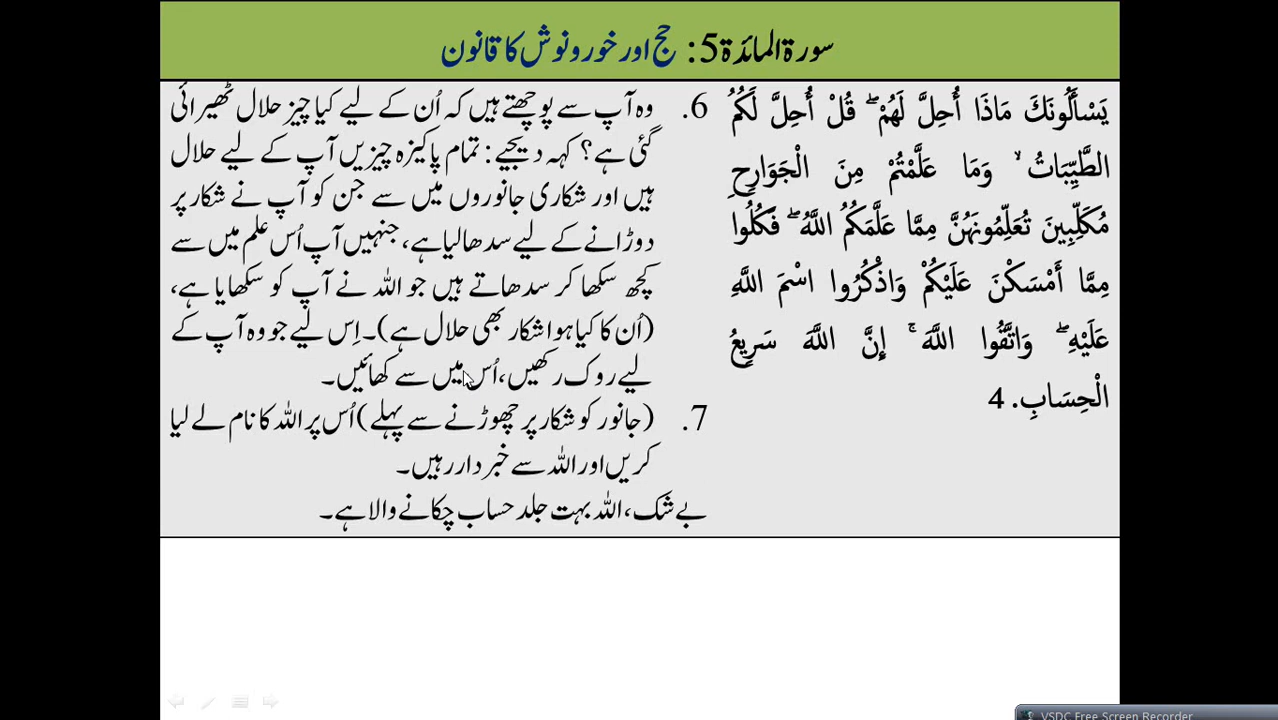 سورۃ المائدۃ 5: حج اور خور و نوش کا قانون
يَسْأَلُونَكَ مَاذَا أُحِلَّ لَهُمْ ۖ قُلْ أُحِلَّ لَكُمُ
الطَّيِّبَاتُ ۙ وَمَا عَلَّمْتُمْ مِنَ الْجَوَارِحِ
مُكَلِّبِينَ تُعَلِّمُونَهُنَّ مِمَّا عَلَّمَكُمُ اللَّهُ ۖ فَكُلُوا
مِمَّا أَمْسَكْنَ عَلَيْكُمْ وَاذْكُرُوا اسْمَ اللَّهِ
عَلَيْهِ ۖ وَاتَّقُوا اللَّهَ ۚ إِنَّ اللَّهَ سَرِيعُ
الْحِسَابِ. 4
6. وہ آپ سے پوچھتے ہیں کہ اُن کے لیے کیا چیز حلال ٹھیرائی
گئی ہے؟ کہہ دیجیے: تمام پاکیزہ چیزیں آپ کے لیے حلال
ہیں اور شکاری جانوروں میں سے جن کو آپ نے شکار پر
دوڑانے کے لیے سدھالیا ہے، جنہیں آپ اُس علم میں سے
کچھ سکھا کر سدھاتے ہیں جو اللہ نے آپ کو سکھایا ہے،
(اُن کا کیا ہوا شکار بھی حلال ہے)۔ اِس لیے جو وہ آپ کے
لیے روک رکھیں، اُس میں سے کھائیں۔
7. (جانور کو شکار پر چھوڑنے سے پہلے) اُس پر اللہ کا نام لے لیا
کریں اور اللہ سے خبردار رہیں۔
بے شک، اللہ بہت جلد حساب چکانے والا ہے۔
VSDC Free Screen Recorder